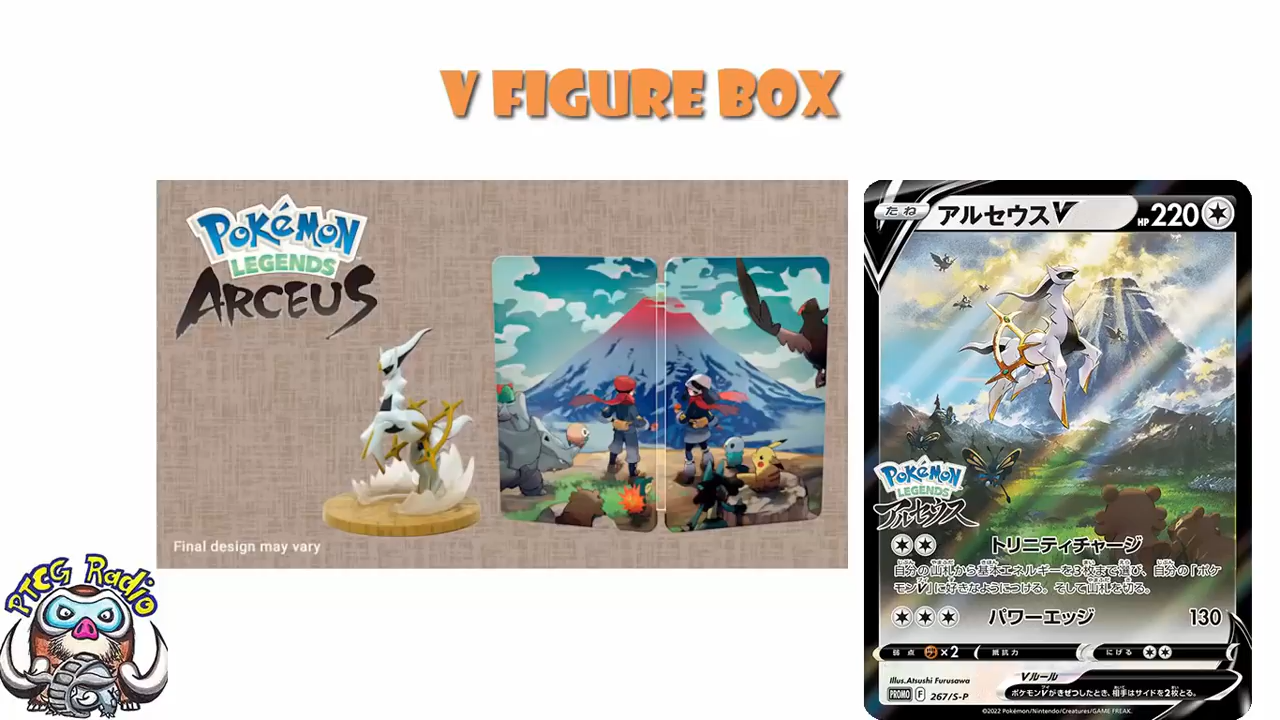 V FIGURE BOX
POKéMON
LEGENDS
ARCEUS
Final design may vary
PTCG Radio
たね アルセウスV HP 220
POKéMON
LEGENDS
アルセウス
トリニティチャージ
自分の山札から基本エネルギーを3枚まで選び、自分の「ポケ
モンV」に好きなようにつける。そして山札を切る。
パワーエッジ 130
弱点 ×2 抵抗力 にげる
Illus.Atsushi Furusawa
Vルール
PROMO F 267/S-P
ポケモンVがきぜつしたとき、相手はサイドを2枚とる。
©2022 Pokémon/Nintendo/Creatures/GAME FREAK.